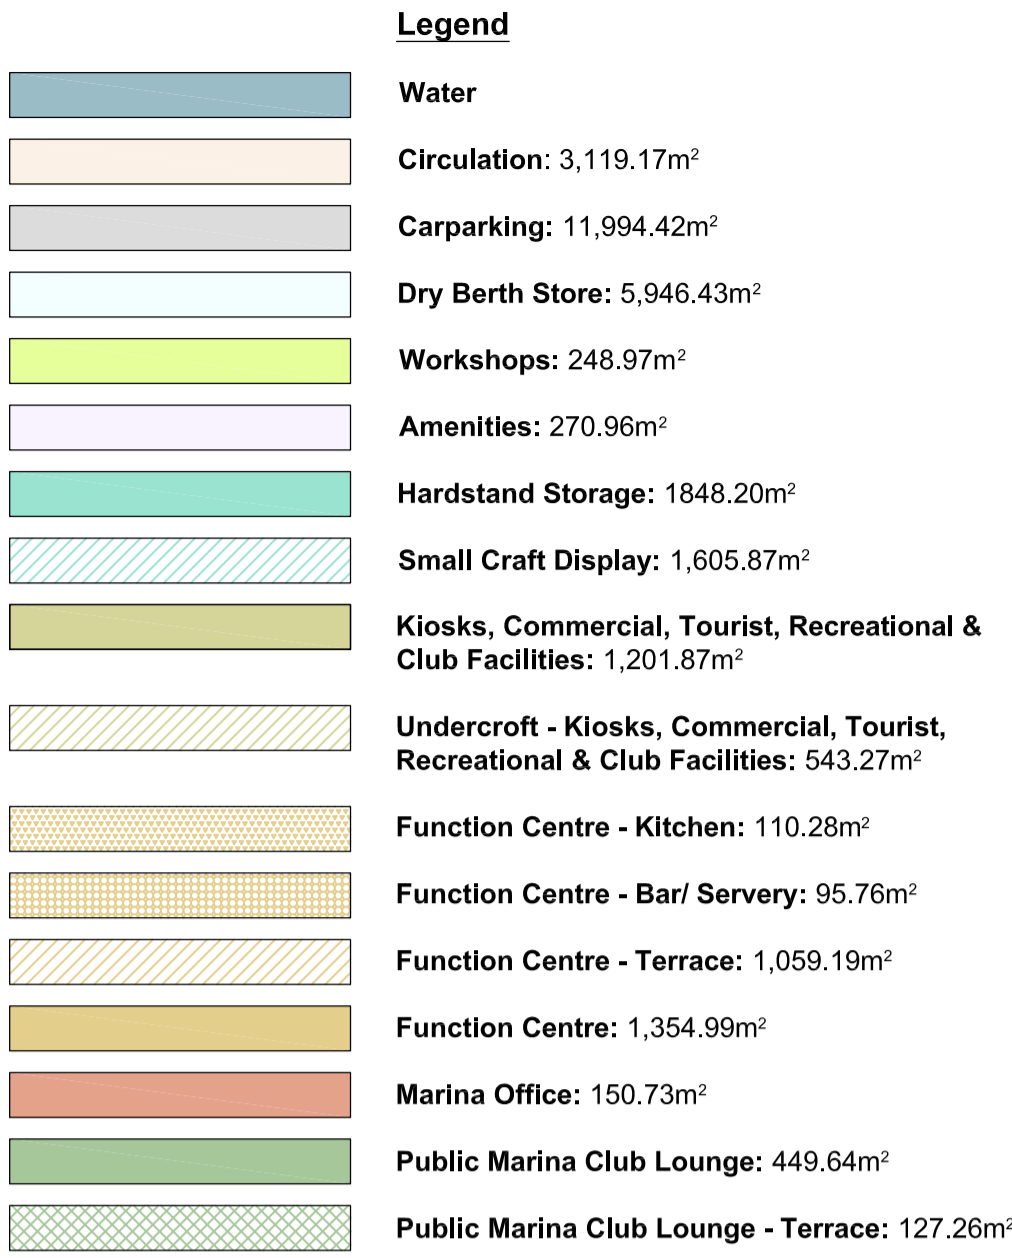 Legend
Water
Circulation: 3,119.17m²
Carparking: 11,994.42m²
Dry Berth Store: 5,946.43m²
Workshops: 248.97m²
Amenities: 270.96m²
Hardstand Storage: 1848.20m²
Small Craft Display: 1,605.87m²
Kiosks, Commercial, Tourist, Recreational &
Club Facilities: 1,201.87m²
Undercroft - Kiosks, Commercial, Tourist,
Recreational & Club Facilities: 543.27m²
Function Centre - Kitchen: 110.28m²
Function Centre - Bar/ Servery: 95.76m²
Function Centre - Terrace: 1,059.19m²
Function Centre: 1,354.99m²
Marina Office: 150.73m²
Public Marina Club Lounge: 449.64m²
Public Marina Club Lounge - Terrace: 127.26m²